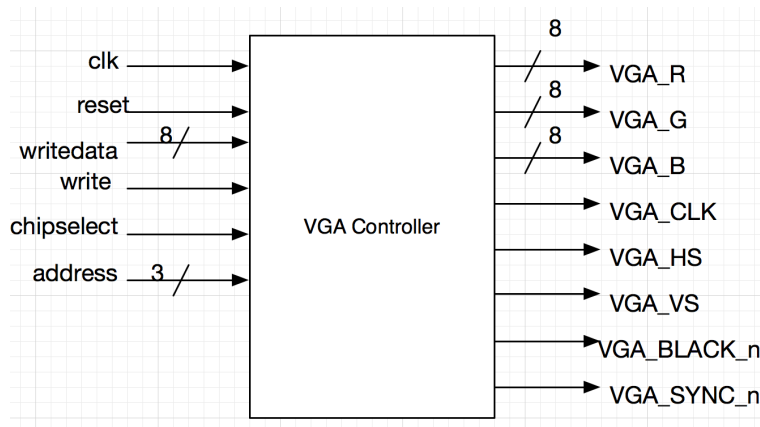 clk
reset
8
writedata
write
chipselect
address
3
VGA Controller
8
VGA_R
8
VGA_G
8
VGA_B
VGA_CLK
VGA_HS
VGA_VS
VGA_BLACK_n
VGA_SYNC_n